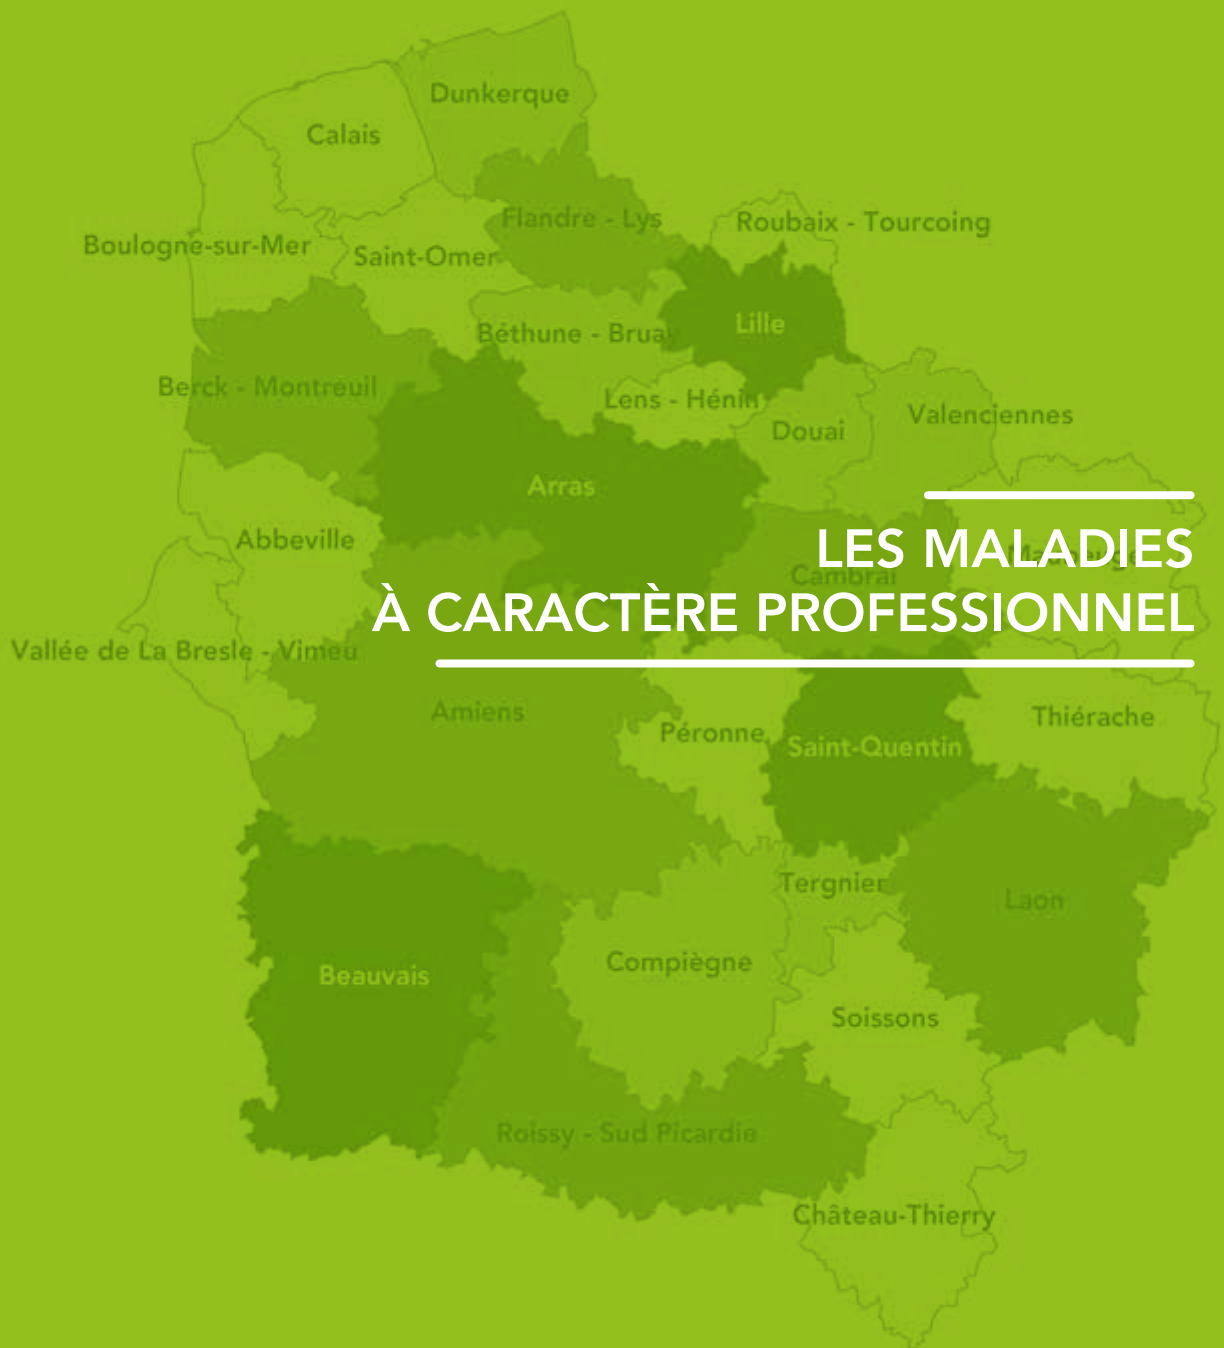 Dunkerque
Calais
Flandre - Lys
Roubaix - Tourcoing
Boulogne-sur-Mer
Saint-Omer
Lille
Béthune - Bruay
Berck - Montreuil
Lens - Hénin
Valenciennes
Douai
Arras
Abbeville
LES MALADIES
Maubeuge
Cambrai
À CARACTÈRE PROFESSIONNEL
Vallée de La Bresle - Vimeu
Amiens
Thiérache
Péronne
Saint-Quentin
Tergnier
Laon
Compiègne
Beauvais
Soissons
Roissy - Sud Picardie
Château-Thierry